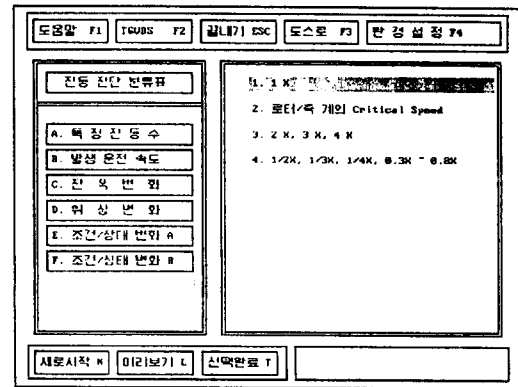 도움말 F1 TGVBS F2 끝내기 ESC 도스로 F3 환경설정 F4
진동 진단 분류표
A. 특 징 진 동 수
B. 발생 운전 속도
C. 진 폭 변 화
D. 위 상 변 화
E. 조건/상태 변화 A
F. 조건/상태 변화 B
1. 1 X
2. 로터/축 계의 Critical Speed
3. 2 X, 3 X, 4 X
4. 1/2X, 1/3X, 1/4X, 0.3X ~ 0.8X
새로시작 N 미리보기 L 선택완료 T